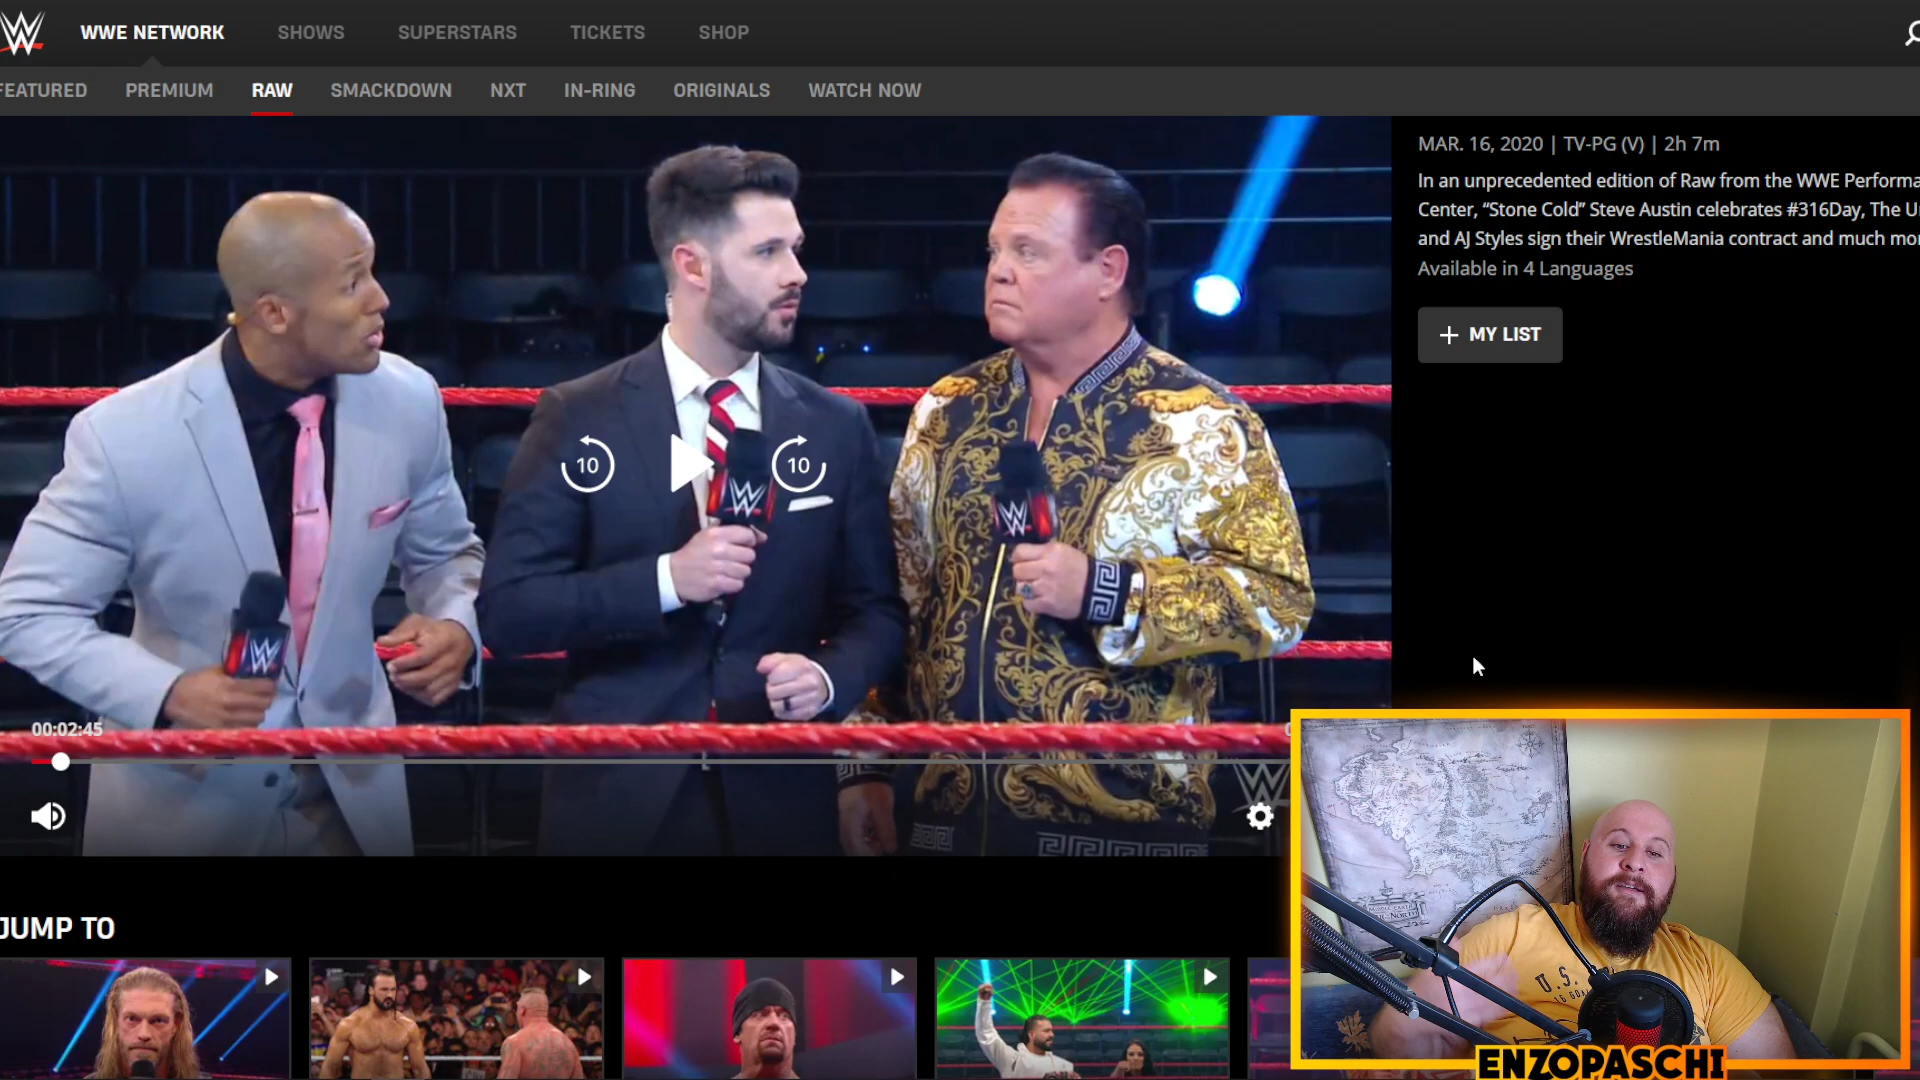 WWE NETWORK SHOWS SUPERSTARS TICKETS SHOP
FEATURED PREMIUM RAW SMACKDOWN NXT IN-RING ORIGINALS WATCH NOW
MAR. 16, 2020 | TV-PG (V) | 2h 7m
In an unprecedented edition of Raw from the WWE Performa
Center, “Stone Cold” Steve Austin celebrates #316Day, The U
and AJ Styles sign their WrestleMania contract and much mo
Available in 4 Languages
+ MY LIST
10
10
W
W
W
00:02:45
JUMP TO
U.S.
ENZOPASCHI